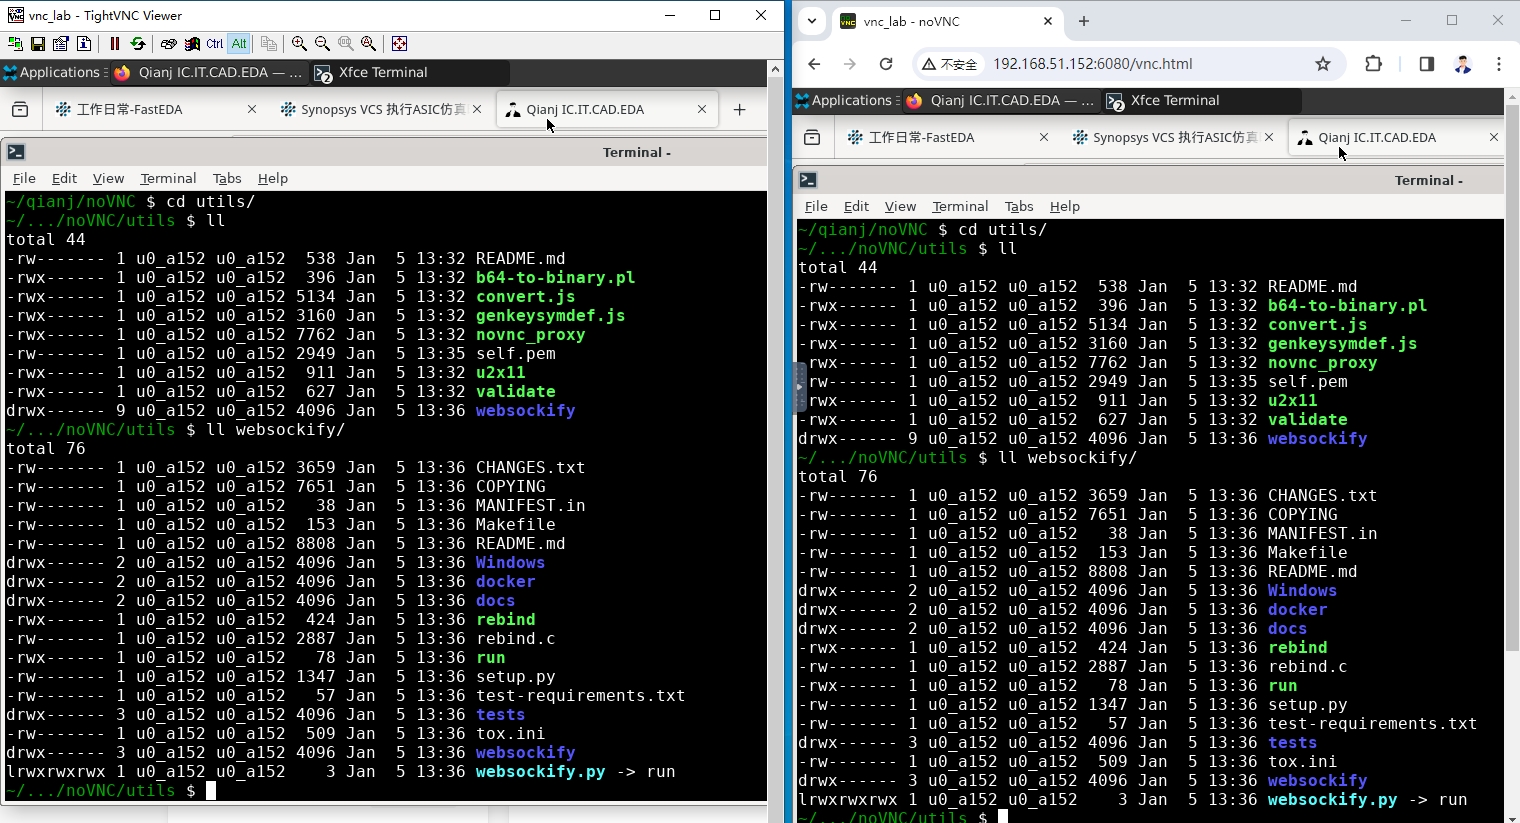 vnc_lab - TightVNC Viewer
Ctrl Alt
Applications Qianj IC.IT.CAD.EDA — ... 2 Xfce Terminal
工作日常-FastEDA Synopsys VCS 执行ASIC仿真 Qianj IC.IT.CAD.EDA
Terminal -
File Edit View Terminal Tabs Help
~/qianj/noVNC $ cd utils/
~/.../noVNC/utils $ ll
total 44
-rw------- 1 u0_a152 u0_a152  538 Jan  5 13:32 README.md
-rwx------ 1 u0_a152 u0_a152  396 Jan  5 13:32 b64-to-binary.pl
-rwx------ 1 u0_a152 u0_a152 5134 Jan  5 13:32 convert.js
-rwx------ 1 u0_a152 u0_a152 3160 Jan  5 13:32 genkeysymdef.js
-rwx------ 1 u0_a152 u0_a152 7762 Jan  5 13:32 novnc_proxy
-rw------- 1 u0_a152 u0_a152 2949 Jan  5 13:35 self.pem
-rwx------ 1 u0_a152 u0_a152  911 Jan  5 13:32 u2x11
-rwx------ 1 u0_a152 u0_a152  627 Jan  5 13:32 validate
drwx------ 9 u0_a152 u0_a152 4096 Jan  5 13:36 websockify
~/.../noVNC/utils $ ll websockify/
total 76
-rw------- 1 u0_a152 u0_a152 3659 Jan  5 13:36 CHANGES.txt
-rw------- 1 u0_a152 u0_a152 7651 Jan  5 13:36 COPYING
-rw------- 1 u0_a152 u0_a152   38 Jan  5 13:36 MANIFEST.in
-rw------- 1 u0_a152 u0_a152  153 Jan  5 13:36 Makefile
-rw------- 1 u0_a152 u0_a152 8808 Jan  5 13:36 README.md
drwx------ 2 u0_a152 u0_a152 4096 Jan  5 13:36 Windows
drwx------ 2 u0_a152 u0_a152 4096 Jan  5 13:36 docker
drwx------ 2 u0_a152 u0_a152 4096 Jan  5 13:36 docs
-rwx------ 1 u0_a152 u0_a152  424 Jan  5 13:36 rebind
-rw------- 1 u0_a152 u0_a152 2887 Jan  5 13:36 rebind.c
-rwx------ 1 u0_a152 u0_a152   78 Jan  5 13:36 run
-rw------- 1 u0_a152 u0_a152 1347 Jan  5 13:36 setup.py
-rw------- 1 u0_a152 u0_a152   57 Jan  5 13:36 test-requirements.txt
drwx------ 3 u0_a152 u0_a152 4096 Jan  5 13:36 tests
-rw------- 1 u0_a152 u0_a152  509 Jan  5 13:36 tox.ini
drwx------ 3 u0_a152 u0_a152 4096 Jan  5 13:36 websockify
lrwxrwxrwx 1 u0_a152 u0_a152    3 Jan  5 13:36 websockify.py -> run
~/.../noVNC/utils $
vnc_lab - noVNC
不安全 192.168.51.152:6080/vnc.html
Applications Qianj IC.IT.CAD.EDA — ... 2 Xfce Terminal
工作日常-FastEDA Synopsys VCS 执行ASIC仿真 Qianj IC.IT.CAD.EDA
Terminal -
File Edit View Terminal Tabs Help
~/qianj/noVNC $ cd utils/
~/.../noVNC/utils $ ll
total 44
-rw------- 1 u0_a152 u0_a152  538 Jan  5 13:32 README.md
-rwx------ 1 u0_a152 u0_a152  396 Jan  5 13:32 b64-to-binary.pl
-rwx------ 1 u0_a152 u0_a152 5134 Jan  5 13:32 convert.js
-rwx------ 1 u0_a152 u0_a152 3160 Jan  5 13:32 genkeysymdef.js
rwx------ 1 u0_a152 u0_a152 7762 Jan  5 13:32 novnc_proxy
rw------- 1 u0_a152 u0_a152 2949 Jan  5 13:35 self.pem
rwx------ 1 u0_a152 u0_a152  911 Jan  5 13:32 u2x11
-rwx------ 1 u0_a152 u0_a152  627 Jan  5 13:32 validate
drwx------ 9 u0_a152 u0_a152 4096 Jan  5 13:36 websockify
~/.../noVNC/utils $ ll websockify/
total 76
-rw------- 1 u0_a152 u0_a152 3659 Jan  5 13:36 CHANGES.txt
-rw------- 1 u0_a152 u0_a152 7651 Jan  5 13:36 COPYING
-rw------- 1 u0_a152 u0_a152   38 Jan  5 13:36 MANIFEST.in
-rw------- 1 u0_a152 u0_a152  153 Jan  5 13:36 Makefile
-rw------- 1 u0_a152 u0_a152 8808 Jan  5 13:36 README.md
drwx------ 2 u0_a152 u0_a152 4096 Jan  5 13:36 Windows
drwx------ 2 u0_a152 u0_a152 4096 Jan  5 13:36 docker
drwx------ 2 u0_a152 u0_a152 4096 Jan  5 13:36 docs
-rwx------ 1 u0_a152 u0_a152  424 Jan  5 13:36 rebind
-rw------- 1 u0_a152 u0_a152 2887 Jan  5 13:36 rebind.c
-rwx------ 1 u0_a152 u0_a152   78 Jan  5 13:36 run
-rw------- 1 u0_a152 u0_a152 1347 Jan  5 13:36 setup.py
-rw------- 1 u0_a152 u0_a152   57 Jan  5 13:36 test-requirements.txt
drwx------ 3 u0_a152 u0_a152 4096 Jan  5 13:36 tests
-rw------- 1 u0_a152 u0_a152  509 Jan  5 13:36 tox.ini
drwx------ 3 u0_a152 u0_a152 4096 Jan  5 13:36 websockify
lrwxrwxrwx 1 u0_a152 u0_a152    3 Jan  5 13:36 websockify.py -> run
~/.../noVNC/utils $